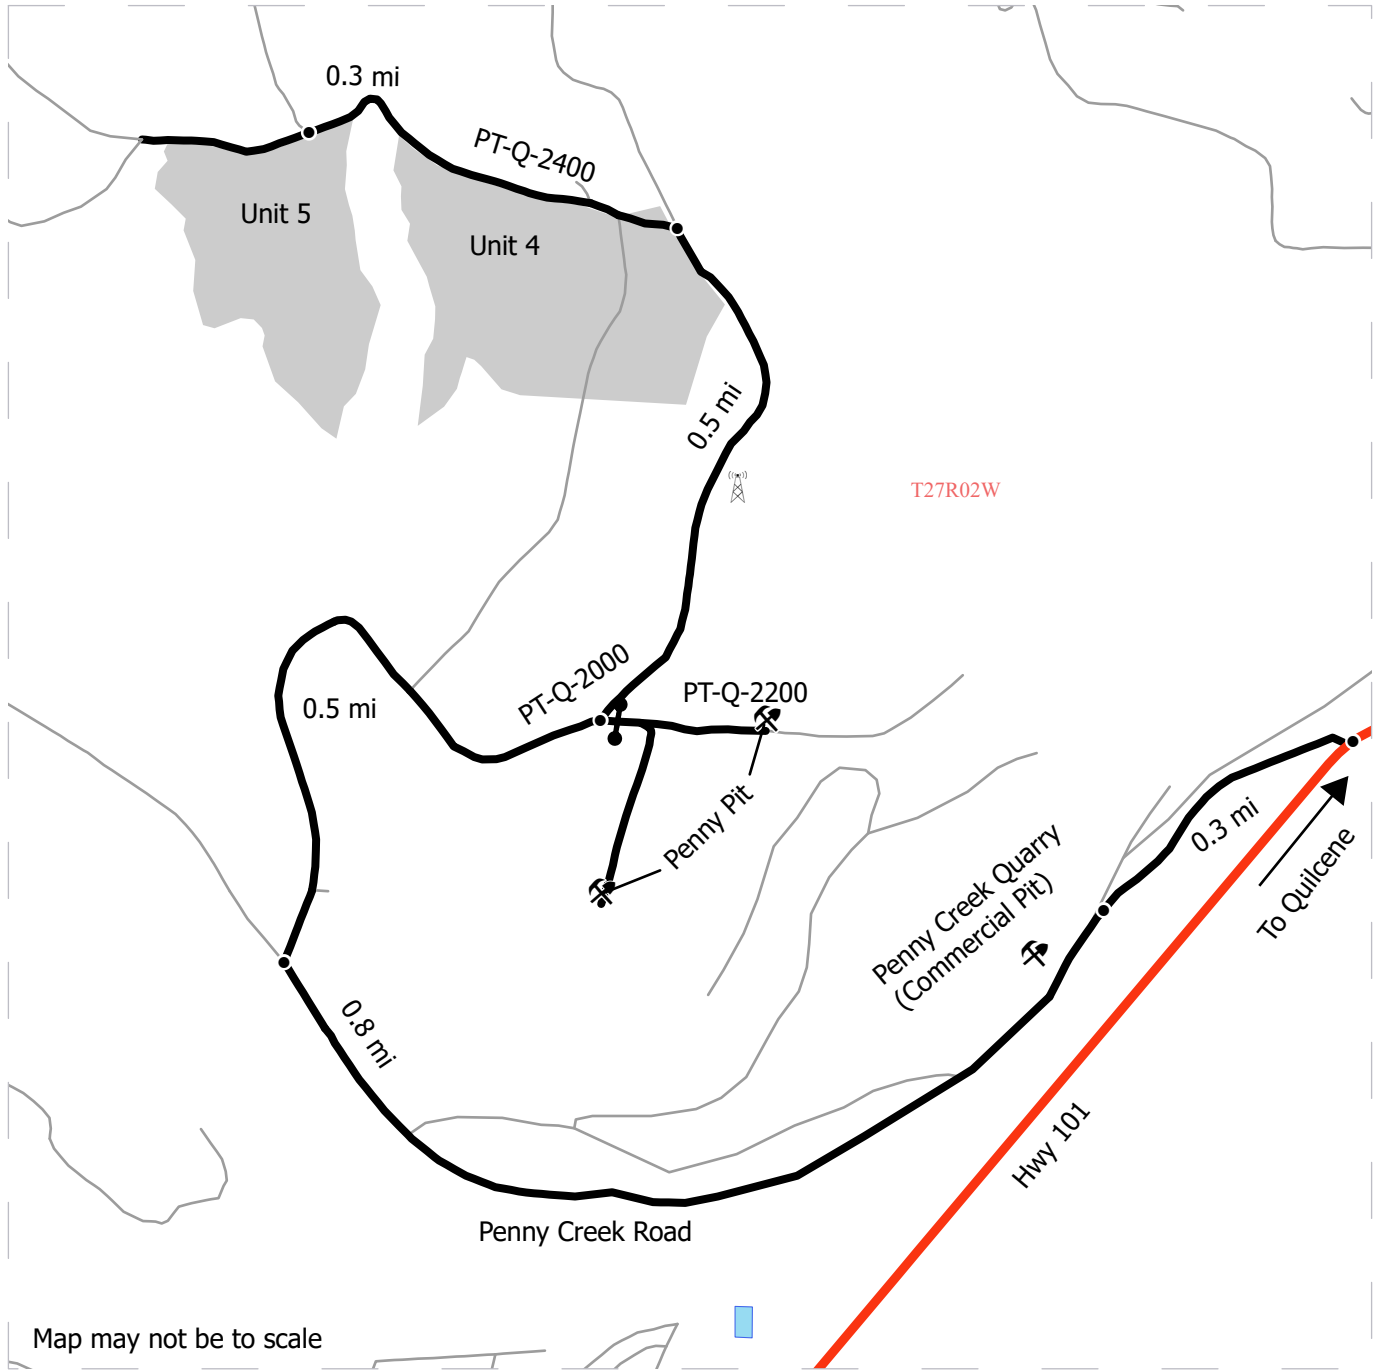 0.3 mi
PT-Q-2400
Unit 5
Unit 4
0.5 mi
T27R02W
PT-Q-2000
PT-Q-2200
0.5 mi
Penny Pit
0.3 mi
To Quilcene
Penny Creek Quarry
(Commercial Pit)
0.8 mi
Hwy 101
Penny Creek Road
Map may not be to scale